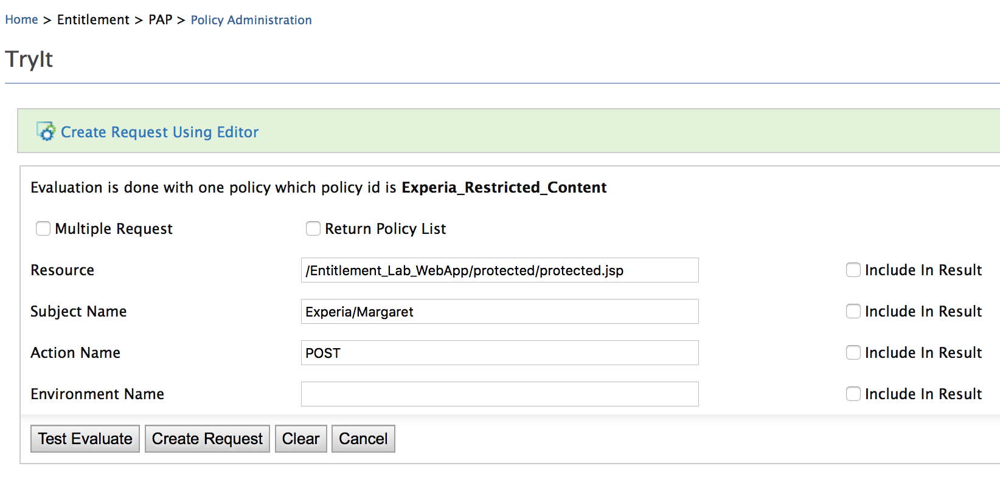 Home > Entitlement > PAP > Policy Administration
TryIt
Create Request Using Editor
Evaluation is done with one policy which policy id is Experia_Restricted_Content
Multiple Request Return Policy List
Resource /Entitlement_Lab_WebApp/protected/protected.jsp Include In Result
Subject Name Experia/Margaret Include In Result
Action Name POST Include In Result
Environment Name Include In Result
Test Evaluate Create Request Clear Cancel